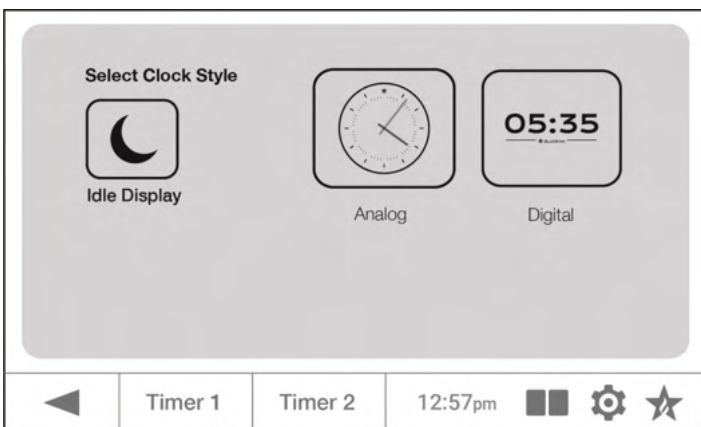 Select Clock Style
Idle Display
05:35
Analog
Digital
Timer 1
Timer 2
12:57pm